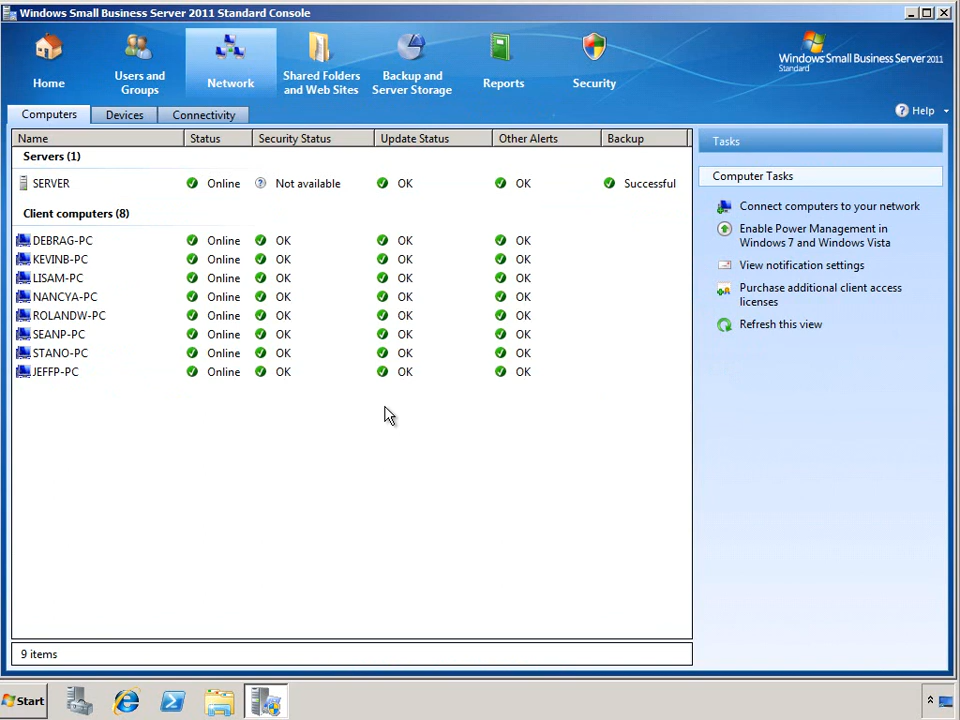 Windows Small Business Server 2011 Standard Console
Home
Users and
Groups
Network
Shared Folders
and Web Sites
Backup and
Server Storage
Reports
Security
Windows Small Business Server 2011
Standard
Computers
Devices
Connectivity
Help
Name Status Security Status Update Status Other Alerts Backup
Servers (1)
SERVER Online Not available OK OK Successful
Client computers (8)
DEBRAG-PC Online OK OK OK
KEVINB-PC Online OK OK OK
LISAM-PC Online OK OK OK
NANCYA-PC Online OK OK OK
ROLANDW-PC Online OK OK OK
SEANP-PC Online OK OK OK
STANO-PC Online OK OK OK
JEFFP-PC Online OK OK OK
9 items
Tasks
Computer Tasks
Connect computers to your network
Enable Power Management in
Windows 7 and Windows Vista
View notification settings
Purchase additional client access
licenses
Refresh this view
Start